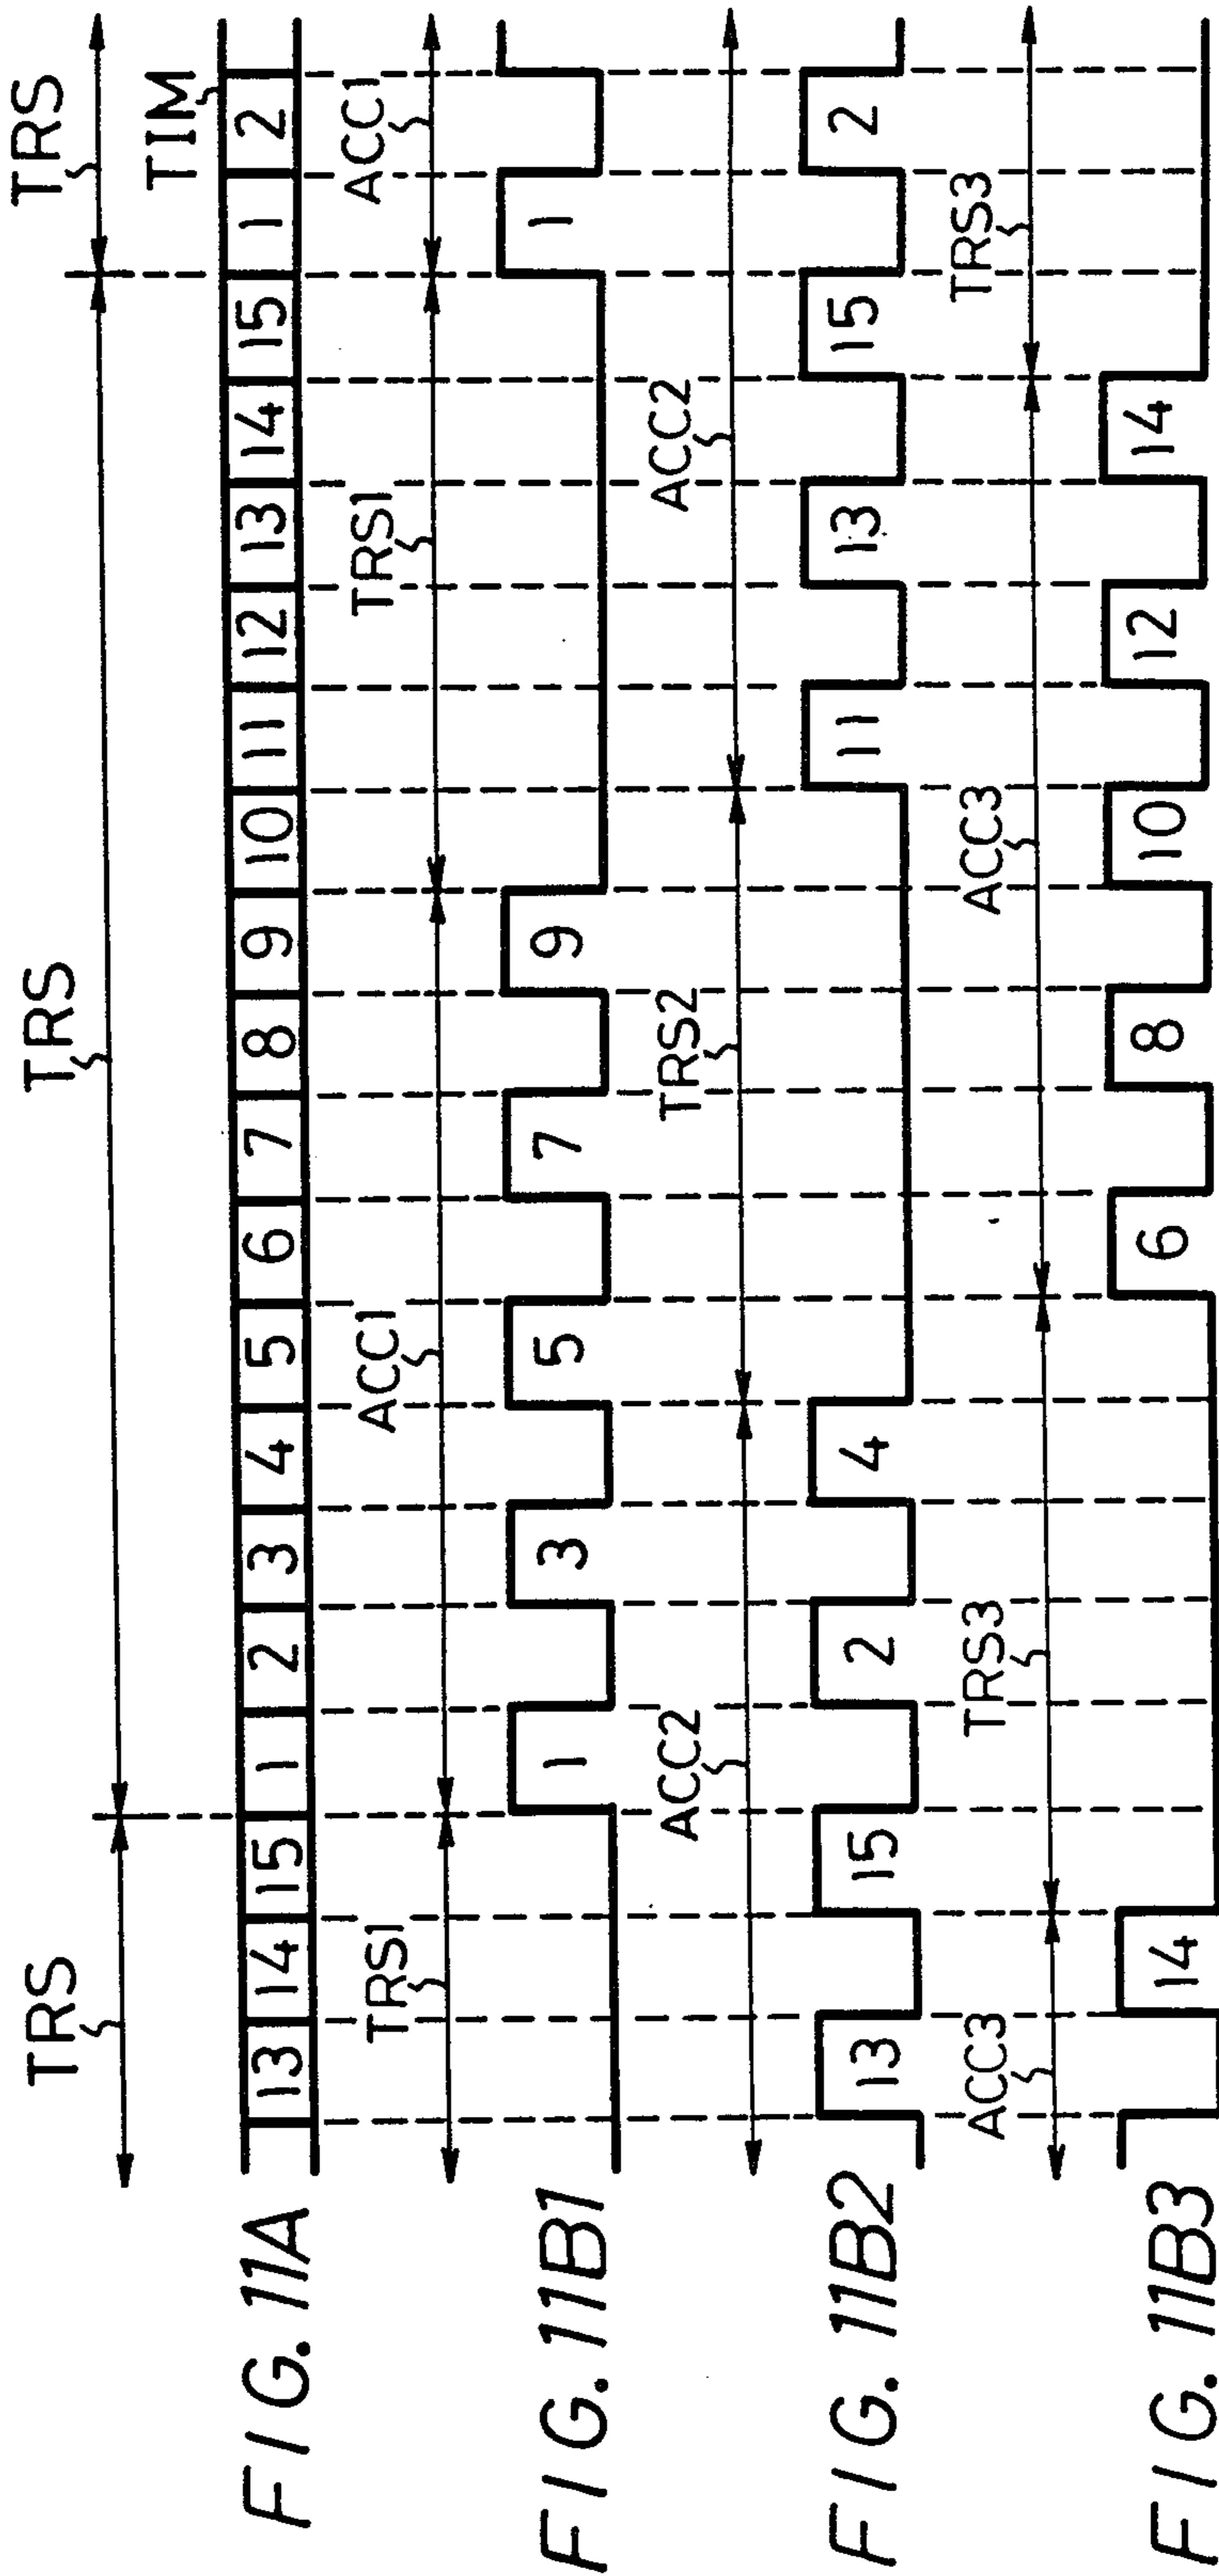 TRS TRS TRS
TIM
FIG. 11A 13 14 15 1 2 3 4 5 6 7 8 9 10 11 12 13 14 15 1 2
TRS1 ACC1 TRS1 ACC1
FIG. 11B1 1 3 5 7 9 1
ACC2 TRS2 ACC2
FIG. 11B2 13 15 2 4 11 13 15 2
ACC3 TRS3 ACC3 TRS3
FIG. 11B3 14 6 8 10 12 14